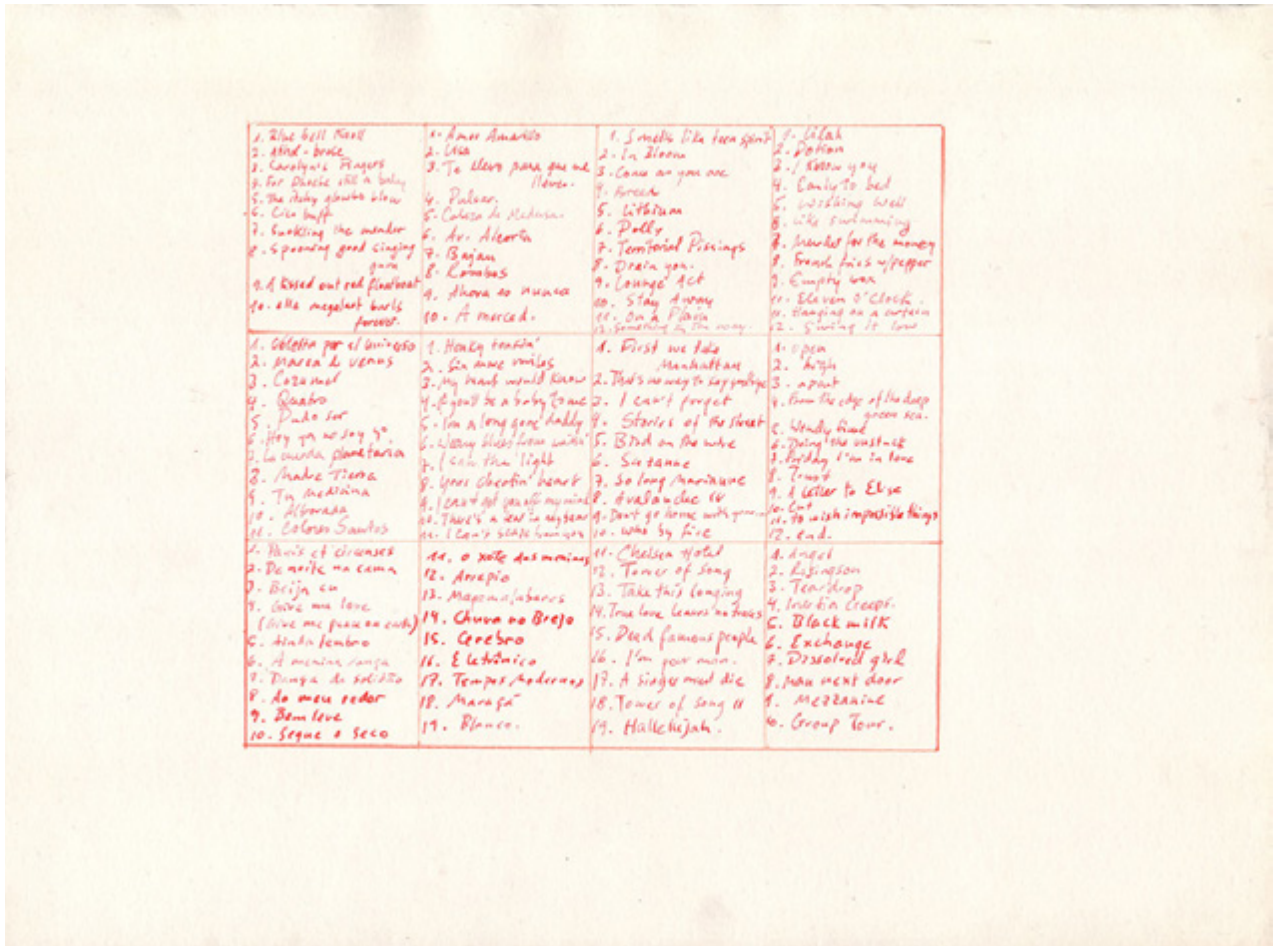 1. Blue bell Knoll
2. Athol-brose
3. Carolyn's Fingers
4. For Phoebe still a baby
5. The itchy glowbo blow
6. Cico buff
7. Suckling the mender
8. Spooning good singing
gum
9. A kissed out red floatboat
10. ella megalast burls
forever.
1. Amor Amarillo
2. Lisa
3. Te llevo para que me
lleves.
4. Pulsar.
5. Cabeza de Medusa.
6. Av. Alcorta
7. Bajan
8. Rombos
9. Ahora es nunca
10. A merced.
1. Smells like teen spirit
2. In Bloom
3. Come as you are
4. Breed
5. Lithium
6. Polly
7. Territorial Pissings
8. Drain you.
9. Lounge Act
10. Stay Away
11. On a Plain
12. Something in the way.
1. Lilah
2. Potion
3. I know you
4. Early to bed
5. wishing well
6. Like swimming
7. Murder for the money
8. French fries w/pepper
9. Empty box
10. Eleven O'Clock.
11. Hanging on a curtain
12. Swing it low
1. Võletta por el universo
2. Marea de venus
3. Cozumel
4. Quatro
5. Pudo ser
6. Hey ya no soy yo.
7. La cuerda planetaria
8. Madre Tierra
9. Tu medicina
10. Alborada
11. Colores Santos
1. Honky tonkin'
2. Six more miles
3. My heart would know
4. If you'll be a baby to me
5. I'm a long gone daddy
6. Weary blues from waitin'
7. I saw the light
8. Your cheatin' heart
9. I can't get you off my mind
10. There's a tear in my beer
11. I can't
1. First we take
Manhattan
2. That's no way to say goodbye
3. I can't forget
4. Stories of the street
5. Bird on the wire
6. Suzanne
7. So long Marianne
8. Avalanche IV
9. Don't go home with your
10. who by fire
1. open
2. high
3. apart
4. From the edge of the deep
green sea.
5. Wendy time
6. Doing the unstuck
7. Friday I'm in love
8. Trust
9. A letter to Elise
10. Cut
11. to wish impossible things
12. end.
1. Panis et circenses
2. De noite na cama
3. Beija eu
4. Give me love
(Give me peace on earth)
5. Ainda lembro
6. A menina dança
7. Dança da solidão
8. Ao meu redor
9. Bem leve
10. Segue o Seco
11. O xote das meninas
12. Arrepio
13. Magamalabares
14. Chuva no Brejo
15. Cerebro
16. Eletrônico
17. Tempos Modernos
18. Maraçá
19. Blanco.
11. Chelsea Hotel
12. Tower of song
13. Take this longing
14. True love leaves no traces
15. Dead famous people
16. I'm your man.
17. A singer must die
18. Tower of song II
19. Hallelujah.
1. Angel
2. Risingson
3. Teardrop
4. Inertia Creeps.
5. Black milk
6. Exchange
7. Dissolved girl
8. Man next door
9. Mezzanine
10. Group Four.